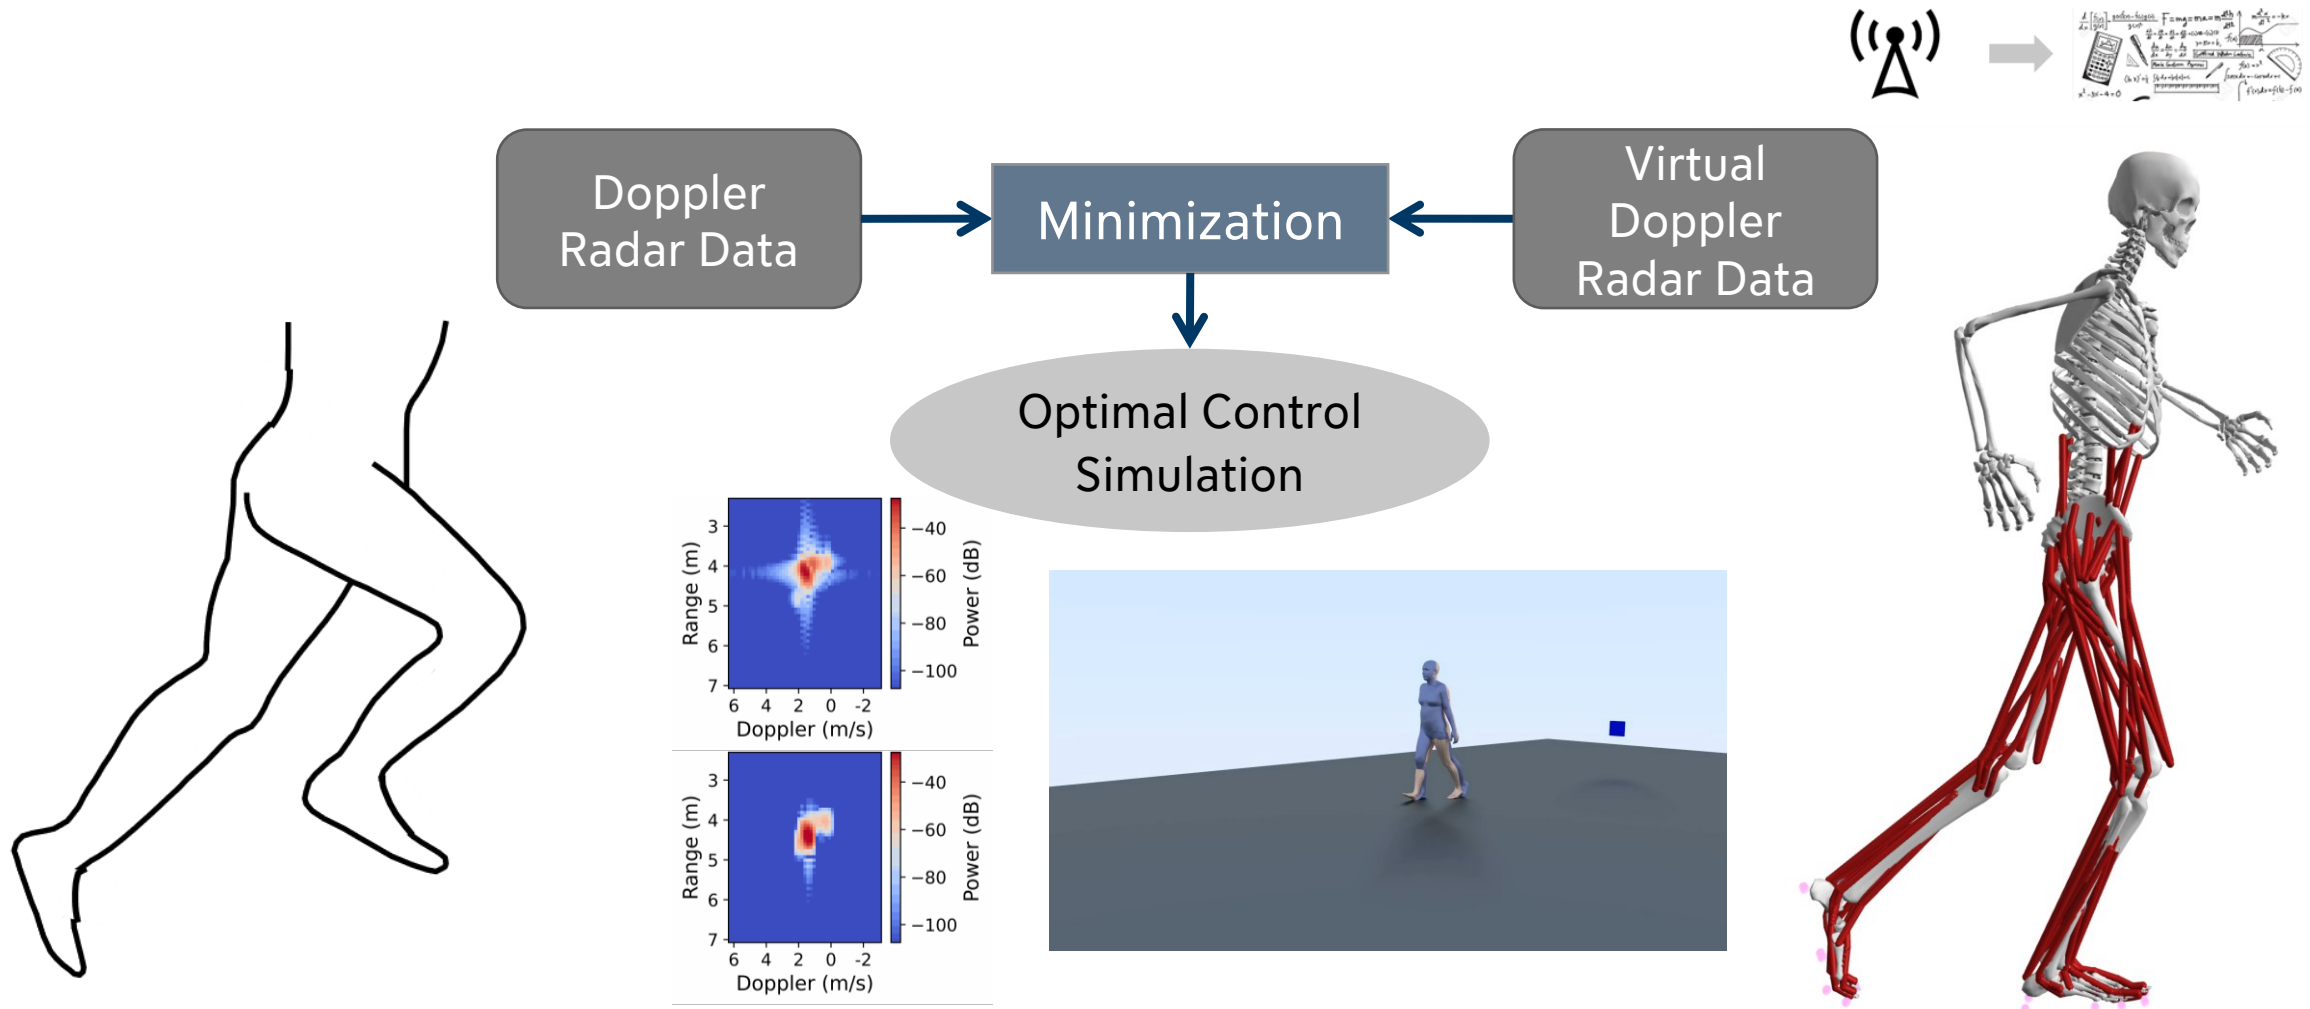 Doppler
Radar Data
Minimization
Virtual
Doppler
Radar Data
Optimal Control
Simulation
3
4
5
6
7
Range (m)
6 4 2 0 -2
Doppler (m/s)
−40
−60
−80
−100
Power (dB)
3
4
5
6
7
Range (m)
6 4 2 0 -2
Doppler (m/s)
−40
−60
−80
−100
Power (dB)